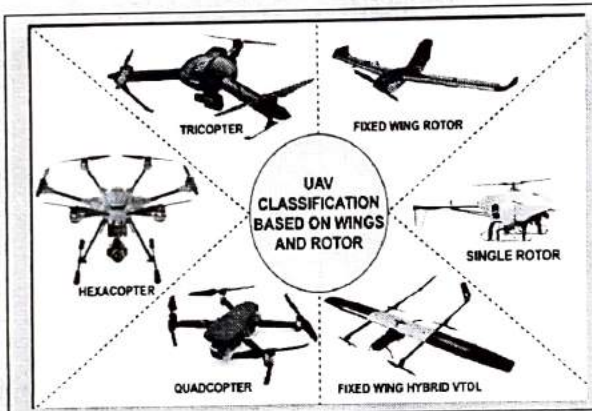 TRICOPTER
FIXED WING ROTOR
UAV
CLASSIFICATION
BASED ON WINGS
AND ROTOR
HEXACOPTER
SINGLE ROTOR
QUADCOPTER
FIXED WING HYBRID VTOL